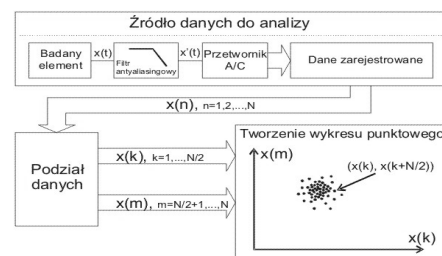 Źródło danych do analizy
Badany
element
x(t)
Filtr
antyaliasingowy
x'(t)
Przetwornik
A/C
Dane zarejestrowane
x(n), n=1,2,...,N
Podział
danych
x(k), k=1,...,N/2
x(m), m=N/2+1,...,N
Tworzenie wykresu punktowego
x(m)
(x(k), x(k+N/2))
x(k)